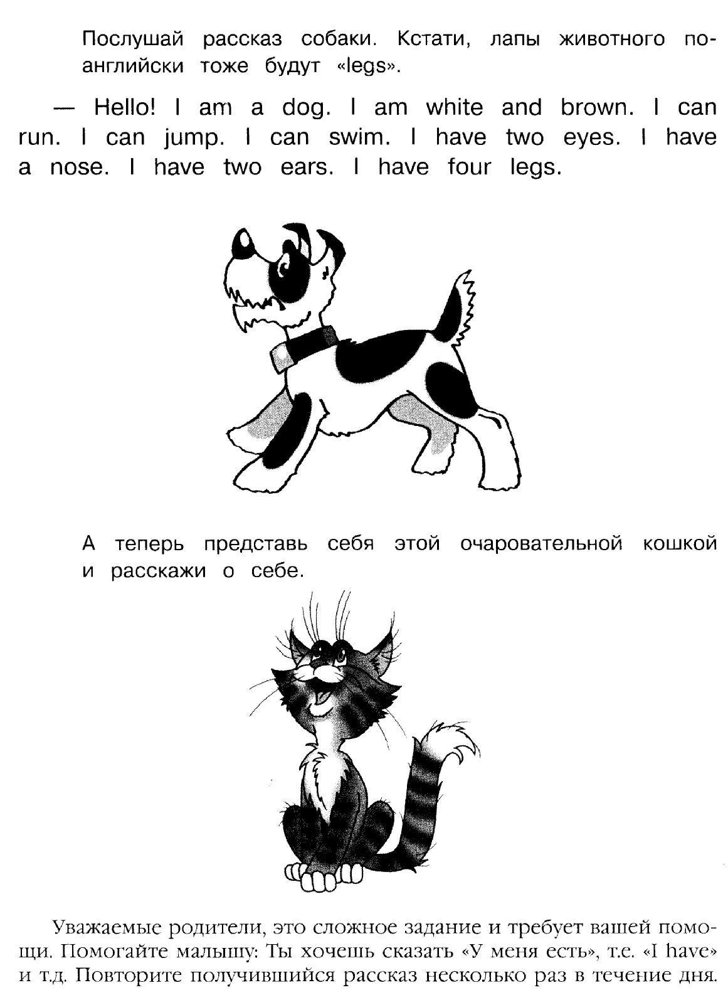 Послушай рассказ собаки. Кстати, лапы животного по-
английски тоже будут «legs».
— Hello! I am a dog. I am white and brown. I can
run. I can jump. I can swim. I have two eyes. I have
a nose. I have two ears. I have four legs.
А теперь представь себя этой очаровательной кошкой
и расскажи о себе.
Уважаемые родители, это сложное задание и требует вашей помо-
щи. Помогайте малышу: Ты хочешь сказать «У меня есть», т.е. «I have»
и т.д. Повторите получившийся рассказ несколько раз в течение дня.